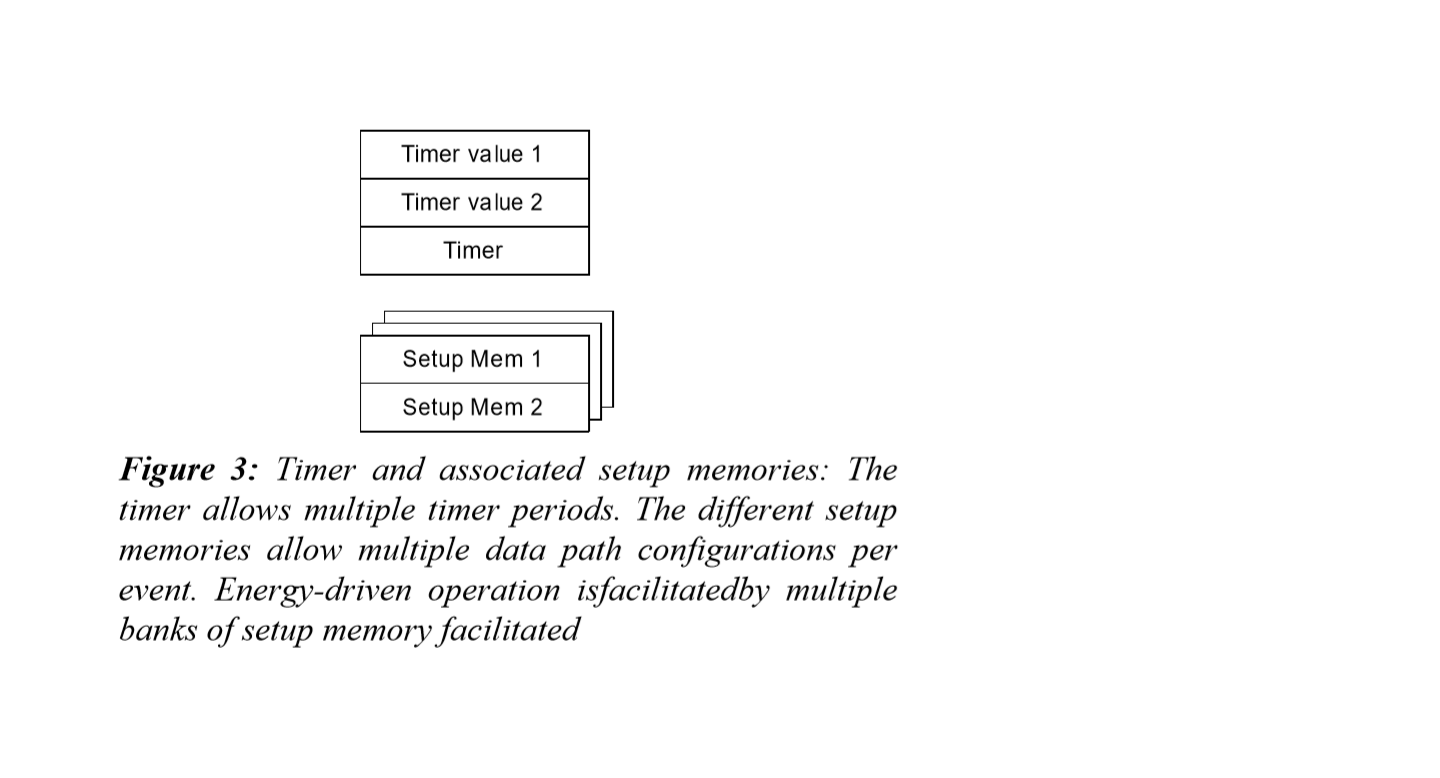 Timer value 1
Timer value 2
Timer
Setup Mem 1
Setup Mem 2
Figure 3: Timer and associated setup memories: The
timer allows multiple timer periods. The different setup
memories allow multiple data path configurations per
event. Energy-driven operation isfacilitatedby multiple
banks of setup memory facilitated